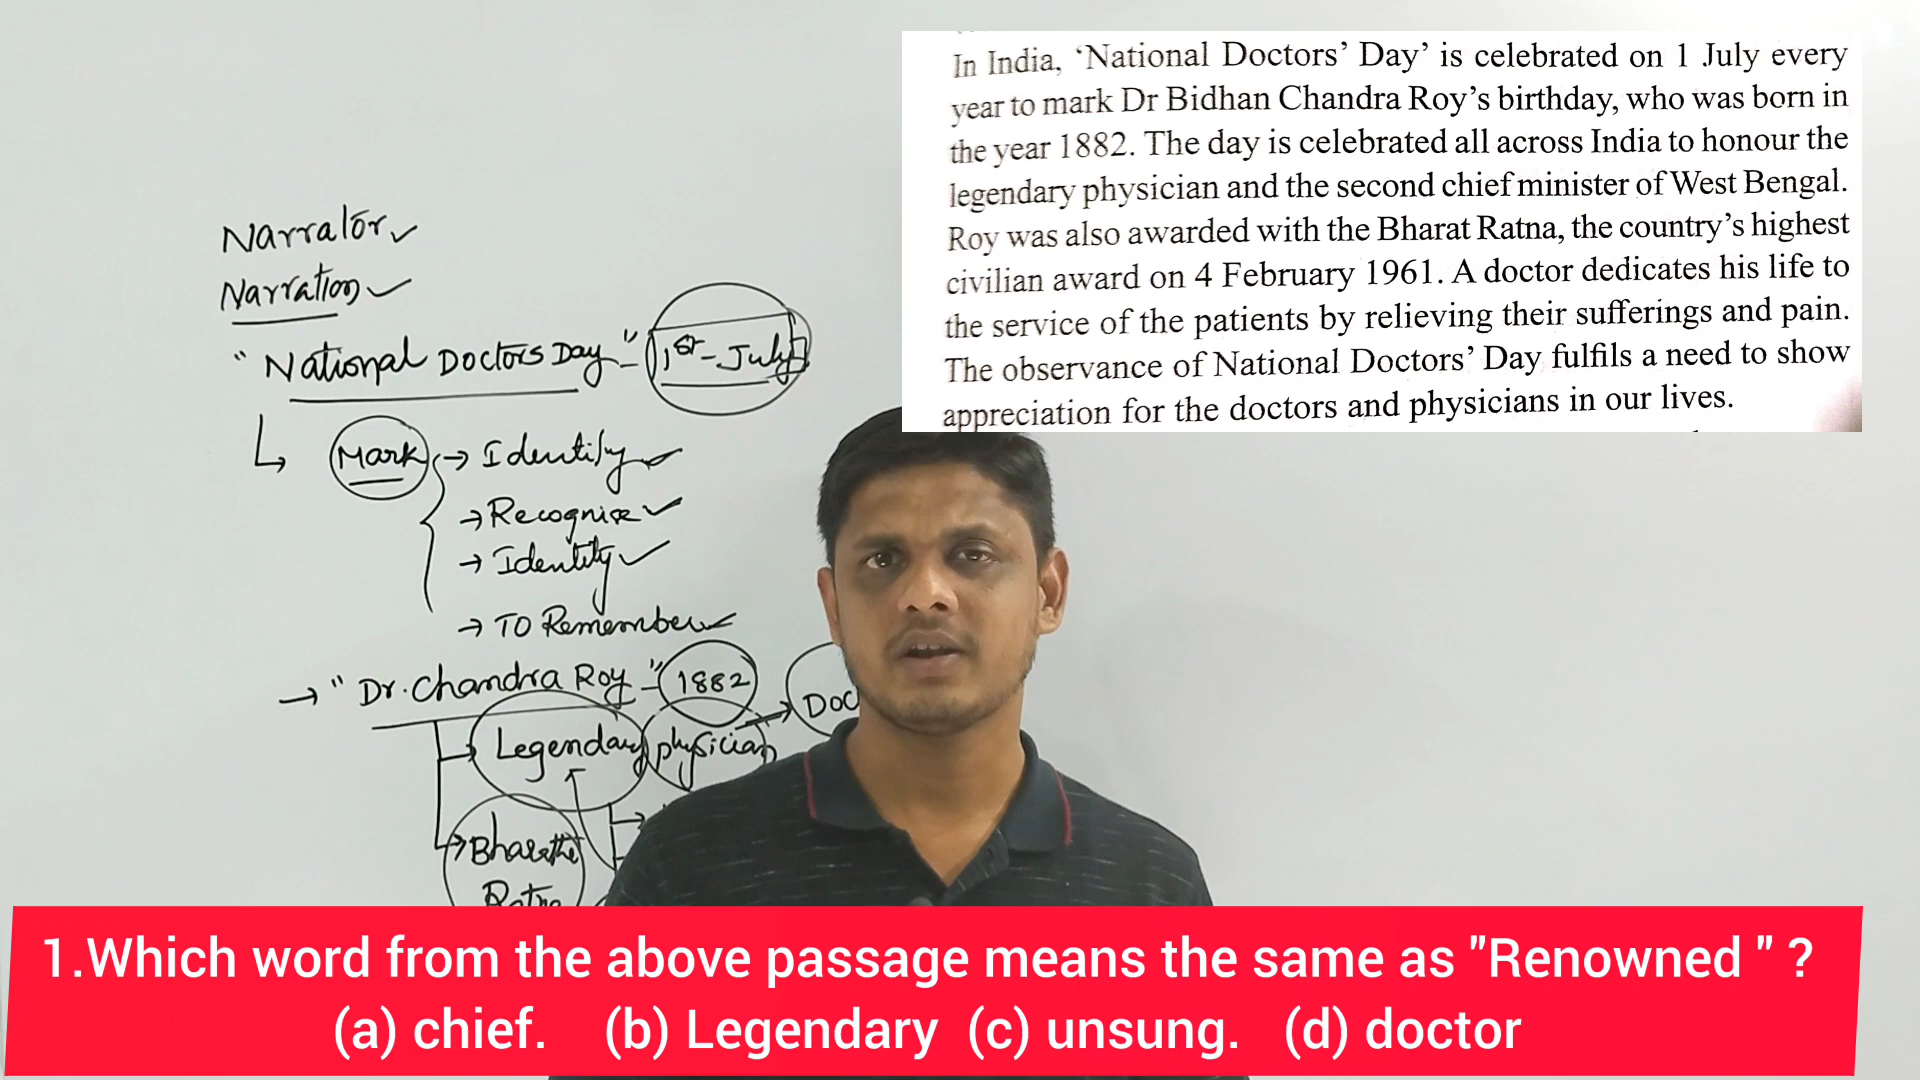 In India, ‘National Doctors’ Day’ is celebrated on 1 July every
year to mark Dr Bidhan Chandra Roy’s birthday, who was born in
the year 1882. The day is celebrated all across India to honour the
legendary physician and the second chief minister of West Bengal.
Roy was also awarded with the Bharat Ratna, the country’s highest
civilian award on 4 February 1961. A doctor dedicates his life to
the service of the patients by relieving their sufferings and pain.
The observance of National Doctors’ Day fulfils a need to show
appreciation for the doctors and physicians in our lives.
Narrator
Narration
"National Doctors Day" - 1st - July
Mark → Identify
→ Recognise
→ Identity
→ TO Remember
→ "Dr. Chandra Roy" - 1882
Legendary physician → Doc
Bharathe
Ratna
1.Which word from the above passage means the same as "Renowned " ?
(a) chief. (b) Legendary (c) unsung. (d) doctor